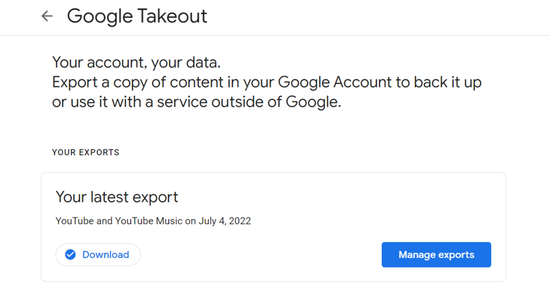 Google Takeout
Your account, your data.
Export a copy of content in your Google Account to back it up
or use it with a service outside of Google.
YOUR EXPORTS
Your latest export
YouTube and YouTube Music on July 4, 2022
Download
Manage exports